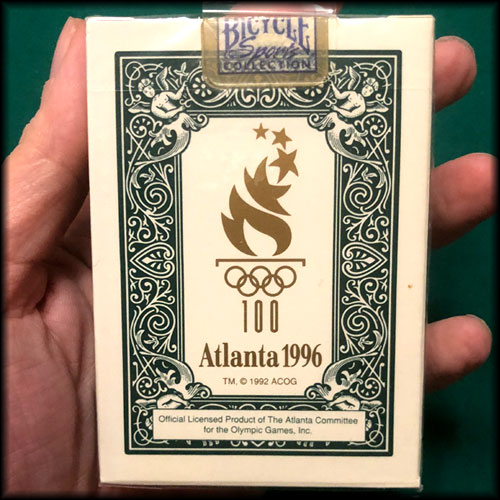 BICYCLE
Sports
COLLECTION
100
Atlanta 1996
TM, © 1992 ACOG
Official Licensed Product of The Atlanta Committee
for the Olympic Games, Inc.